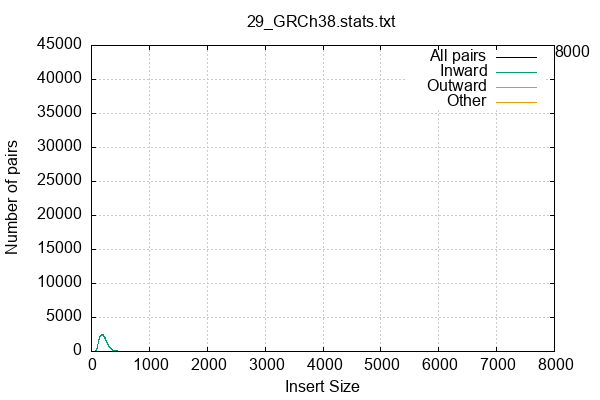 29_GRCh38.stats.txt
45000
8000
All pairs
40000
Inward
Outward
Other
35000
30000
25000
20000
15000
10000
5000
0
Number of pairs
0 1000 2000 3000 4000 5000 6000 7000 8000
Insert Size